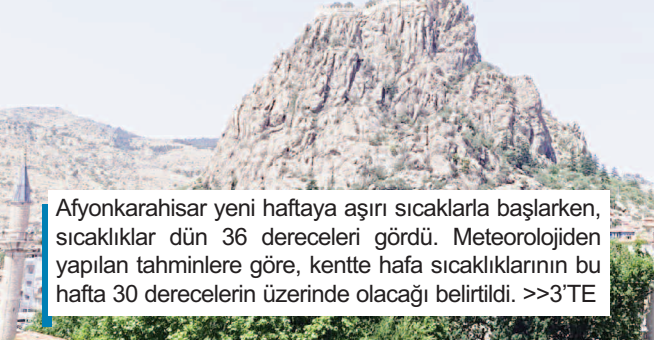 Afyonkarahisar yeni haftaya aşırı sıcaklarla başlarken,
sıcaklıklar dün 36 dereceleri gördü. Meteorolojiden
yapılan tahminlere göre, kentte hafa sıcaklıklarının bu
hafta 30 derecelerin üzerinde olacağı belirtildi. >>3'TE